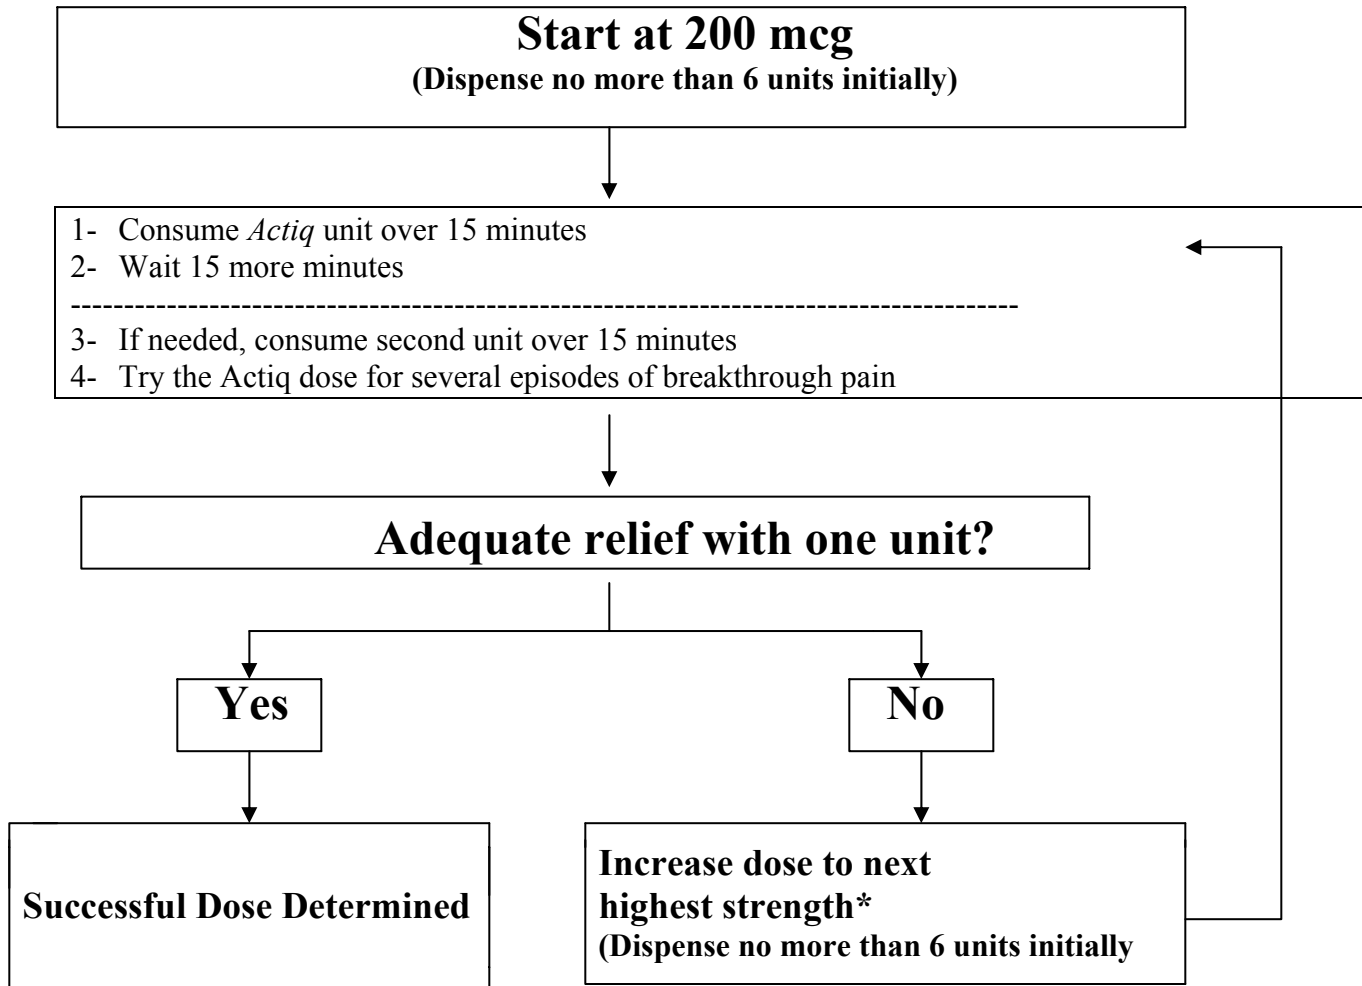 Start at 200 mcg
(Dispense no more than 6 units initially)
1- Consume Actiq unit over 15 minutes
2- Wait 15 more minutes
-----------------------------------------------------------------------
3- If needed, consume second unit over 15 minutes
4- Try the Actiq dose for several episodes of breakthrough pain
Adequate relief with one unit?
Yes
No
Successful Dose Determined
Increase dose to next
highest strength*
(Dispense no more than 6 units initially